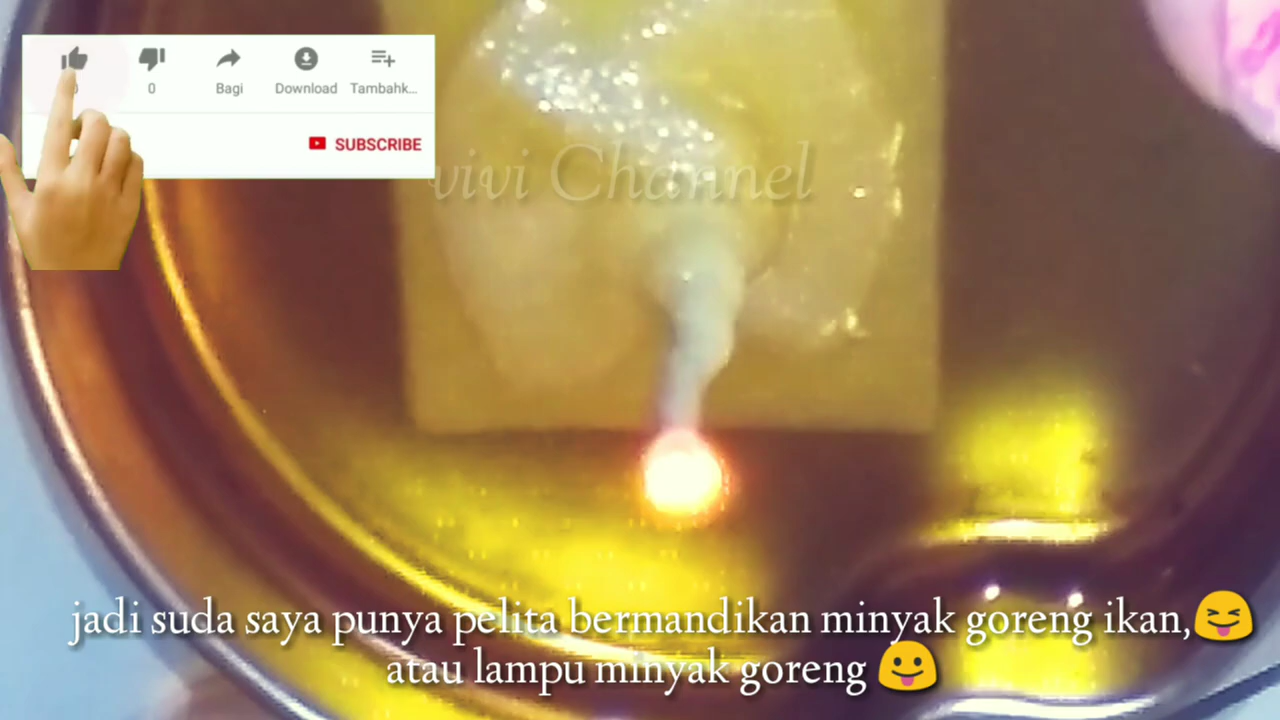 0
Bagi
Download
Tambahk...
SUBSCRIBE
vivi Channel
jadi suda saya punya pelita bermandikan minyak goreng ikan,😝
atau lampu minyak goreng 😛